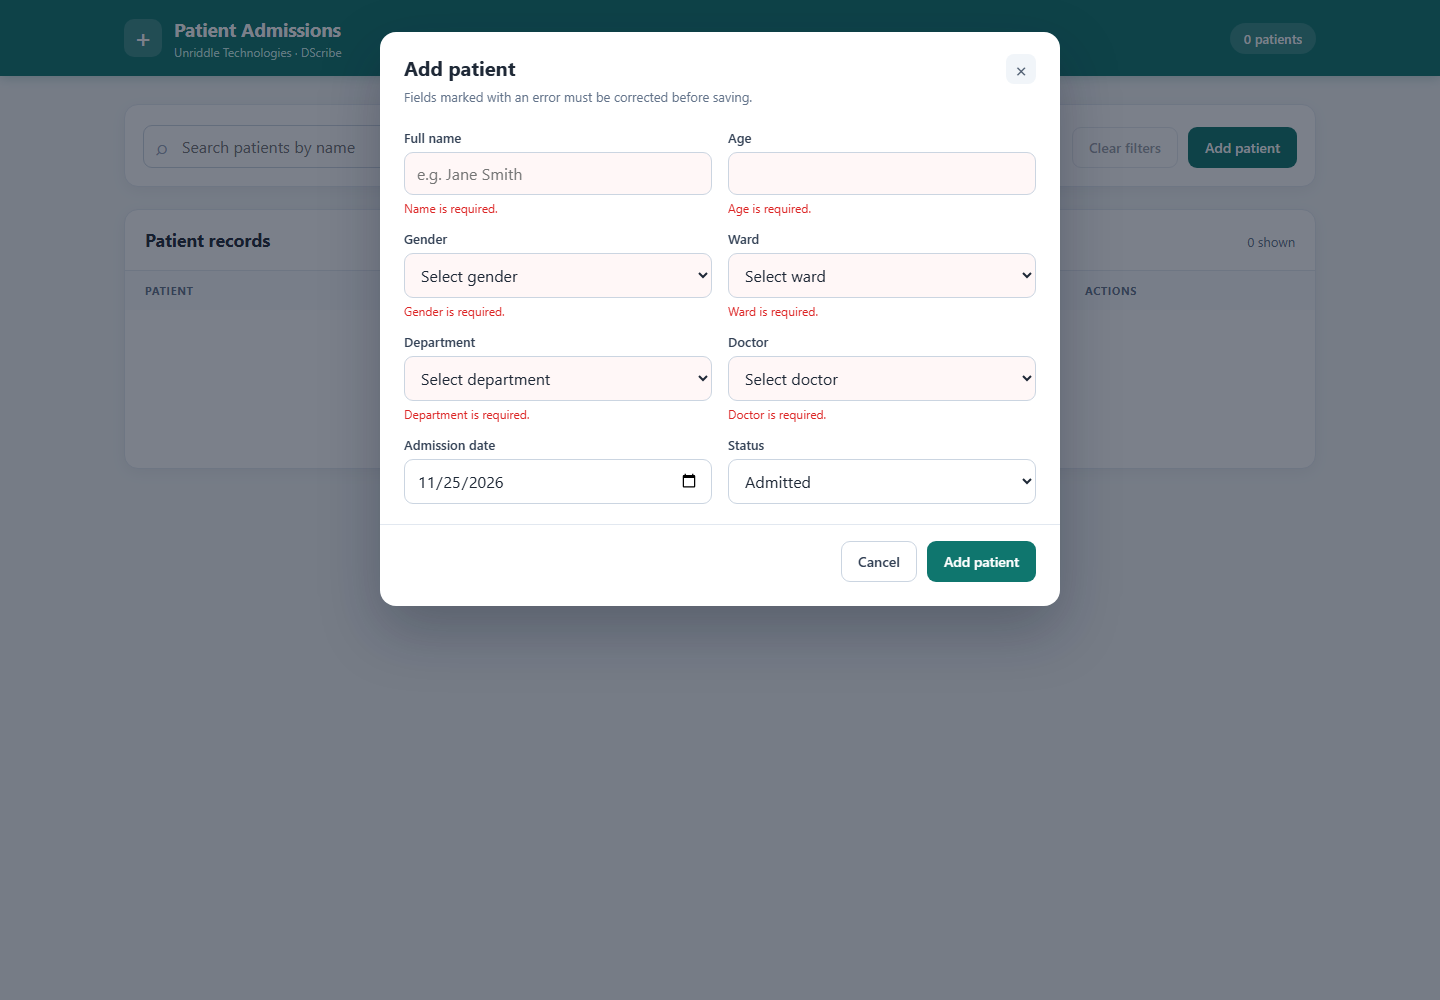 +
Patient Admissions
Unriddle Technologies · DScribe
0 patients
Search patients by name
Clear filters
Add patient
Patient records
0 shown
PATIENT
ACTIONS
Add patient
×
Fields marked with an error must be corrected before saving.
Full name
Age
e.g. Jane Smith
Name is required.
Age is required.
Gender
Ward
Select gender
Select ward
Gender is required.
Ward is required.
Department
Doctor
Select department
Select doctor
Department is required.
Doctor is required.
Admission date
Status
11/25/2026
Admitted
Cancel
Add patient